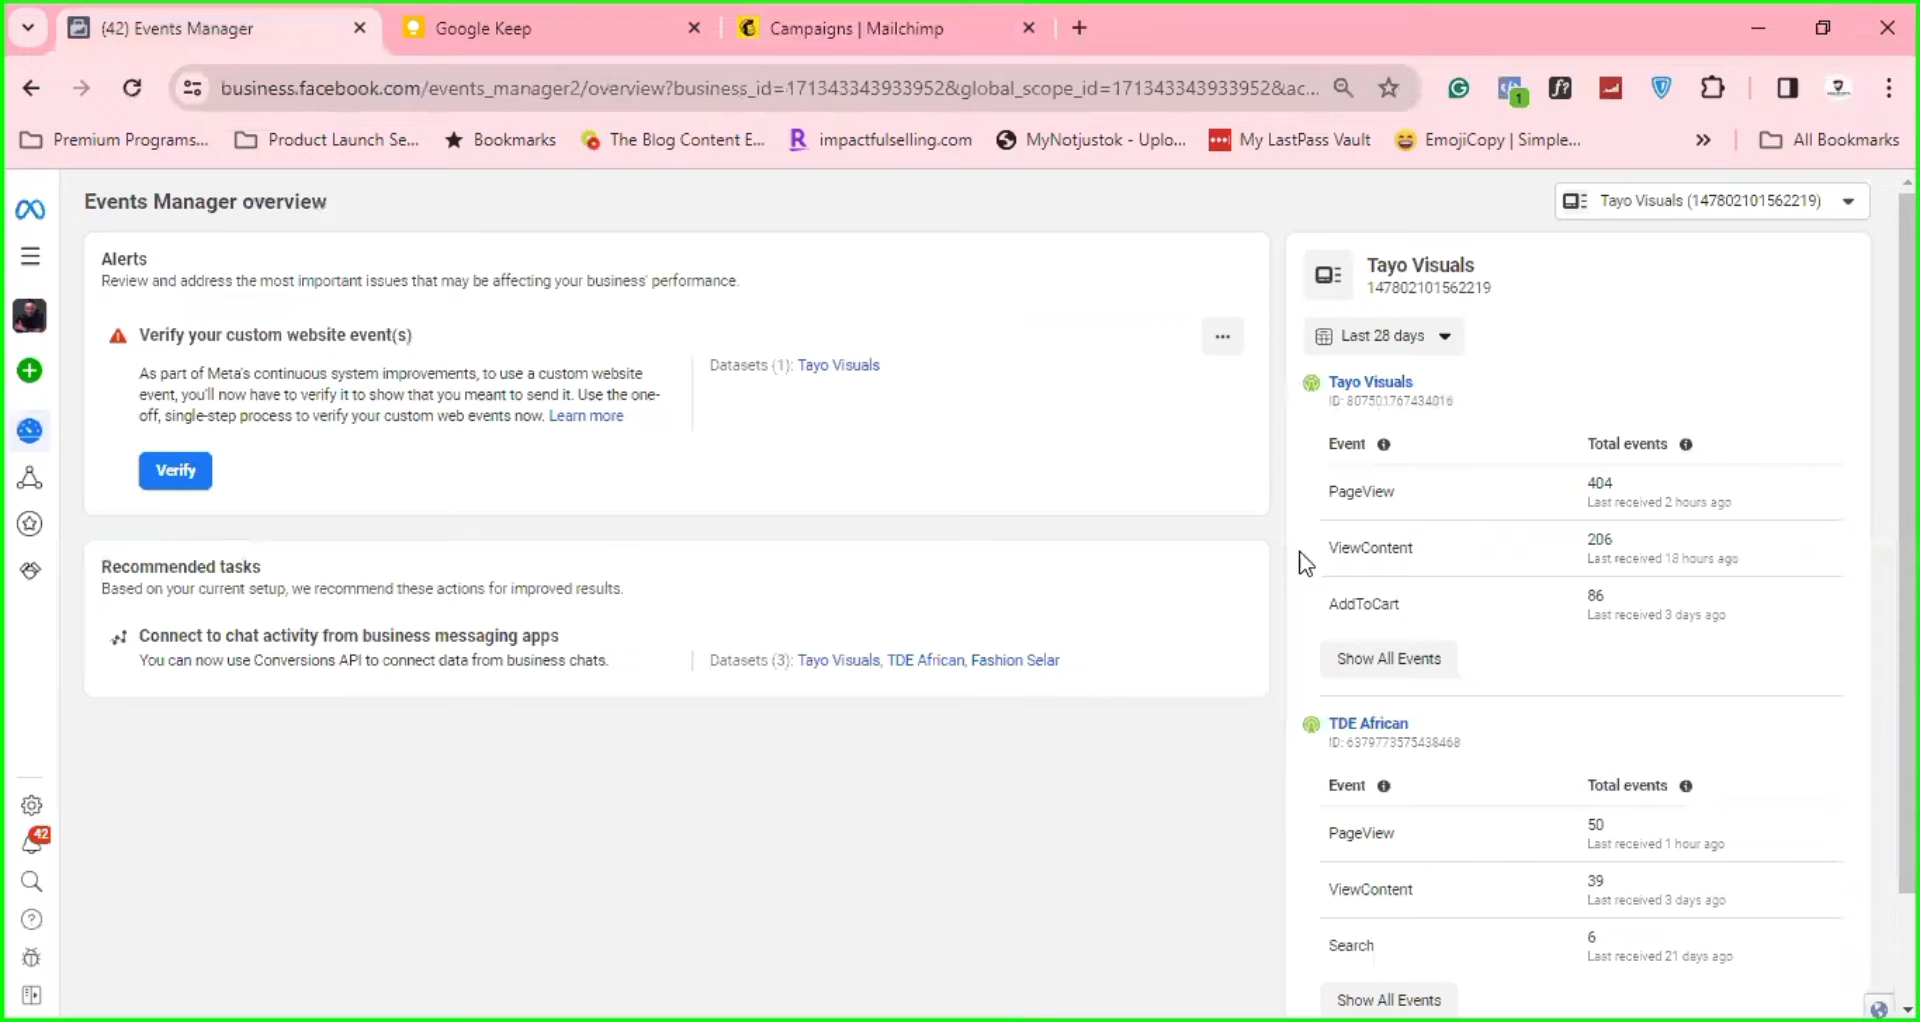 (42) Events Manager
Google Keep
Campaigns | Mailchimp
business.facebook.com/events_manager2/overview?business_id=171343343933952&global_scope_id=171343343933952&ac...
1
f?
Premium Programs...
Product Launch Se...
Bookmarks
The Blog Content E...
R impactfulselling.com
MyNotjustok - Uplo...
My LastPass Vault
EmojiCopy | Simple...
All Bookmarks
Events Manager overview
Tayo Visuals (147802101562219)
Alerts
Review and address the most important issues that may be affecting your business' performance.
Verify your custom website event(s)
As part of Meta's continuous system improvements, to use a custom website
event, you'll now have to verify it to show that you meant to send it. Use the one-
off, single-step process to verify your custom web events now. Learn more
Datasets (1): Tayo Visuals
Verify
Recommended tasks
Based on your current setup, we recommend these actions for improved results.
Connect to chat activity from business messaging apps
You can now use Conversions API to connect data from business chats.
Datasets (3): Tayo Visuals, TDE African, Fashion Selar
Tayo Visuals
147802101562219
Last 28 days
Tayo Visuals
ID: 807501767434016
Event
Total events
PageView
404
Last received 2 hours ago
ViewContent
206
Last received 18 hours ago
AddToCart
86
Last received 3 days ago
Show All Events
TDE African
ID: 6379773575438468
Event
Total events
PageView
50
Last received 1 hour ago
ViewContent
39
Last received 3 days ago
Search
6
Last received 21 days ago
Show All Events
42